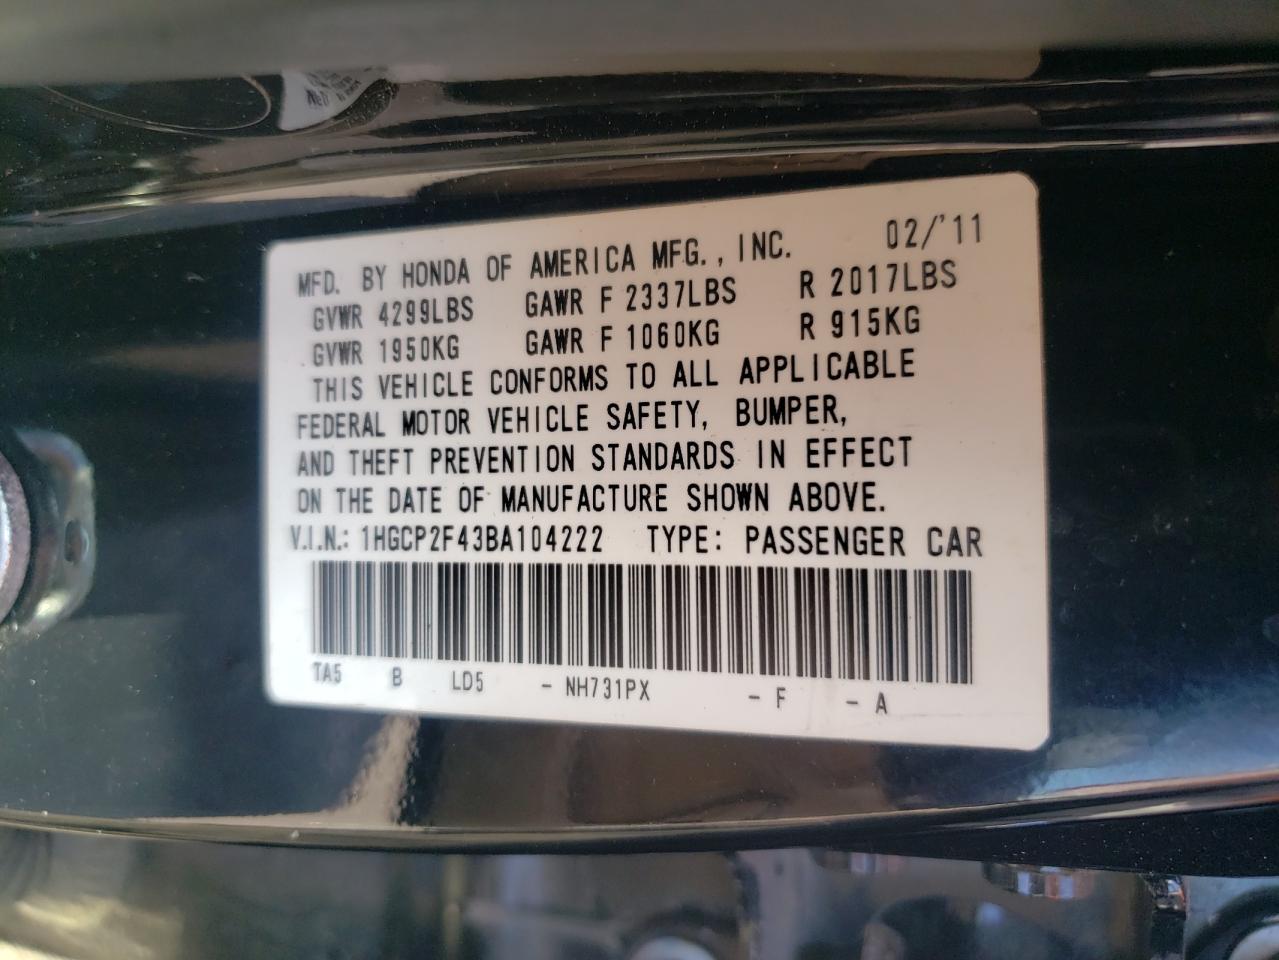 MFD. BY HONDA OF AMERICA MFG., INC. 02/'11
GVWR 4299LBS GAWR F 2337LBS R 2017LBS
GVWR 1950KG GAWR F 1060KG R 915KG
THIS VEHICLE CONFORMS TO ALL APPLICABLE
FEDERAL MOTOR VEHICLE SAFETY, BUMPER,
AND THEFT PREVENTION STANDARDS IN EFFECT
ON THE DATE OF MANUFACTURE SHOWN ABOVE.
V.I.N.: 1HGCP2F43BA104222 TYPE: PASSENGER CAR
TA5 B LD5 - NH731PX - F - A